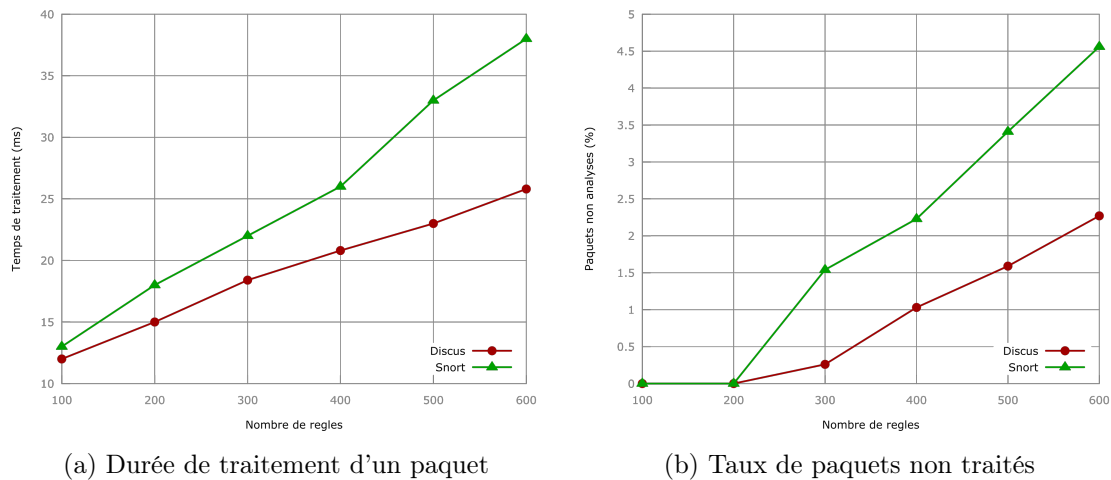 40
35
30
25
20
15
10
100 200 300 400 500 600
Temps de traitement (ms)
Nombre de regles
Discus
Snort
(a) Durée de traitement d'un paquet
5
4.5
4
3.5
3
2.5
2
1.5
1
0.5
0
100 200 300 400 500 600
Paquets non analyses (%)
Nombre de regles
Discus
Snort
(b) Taux de paquets non traités